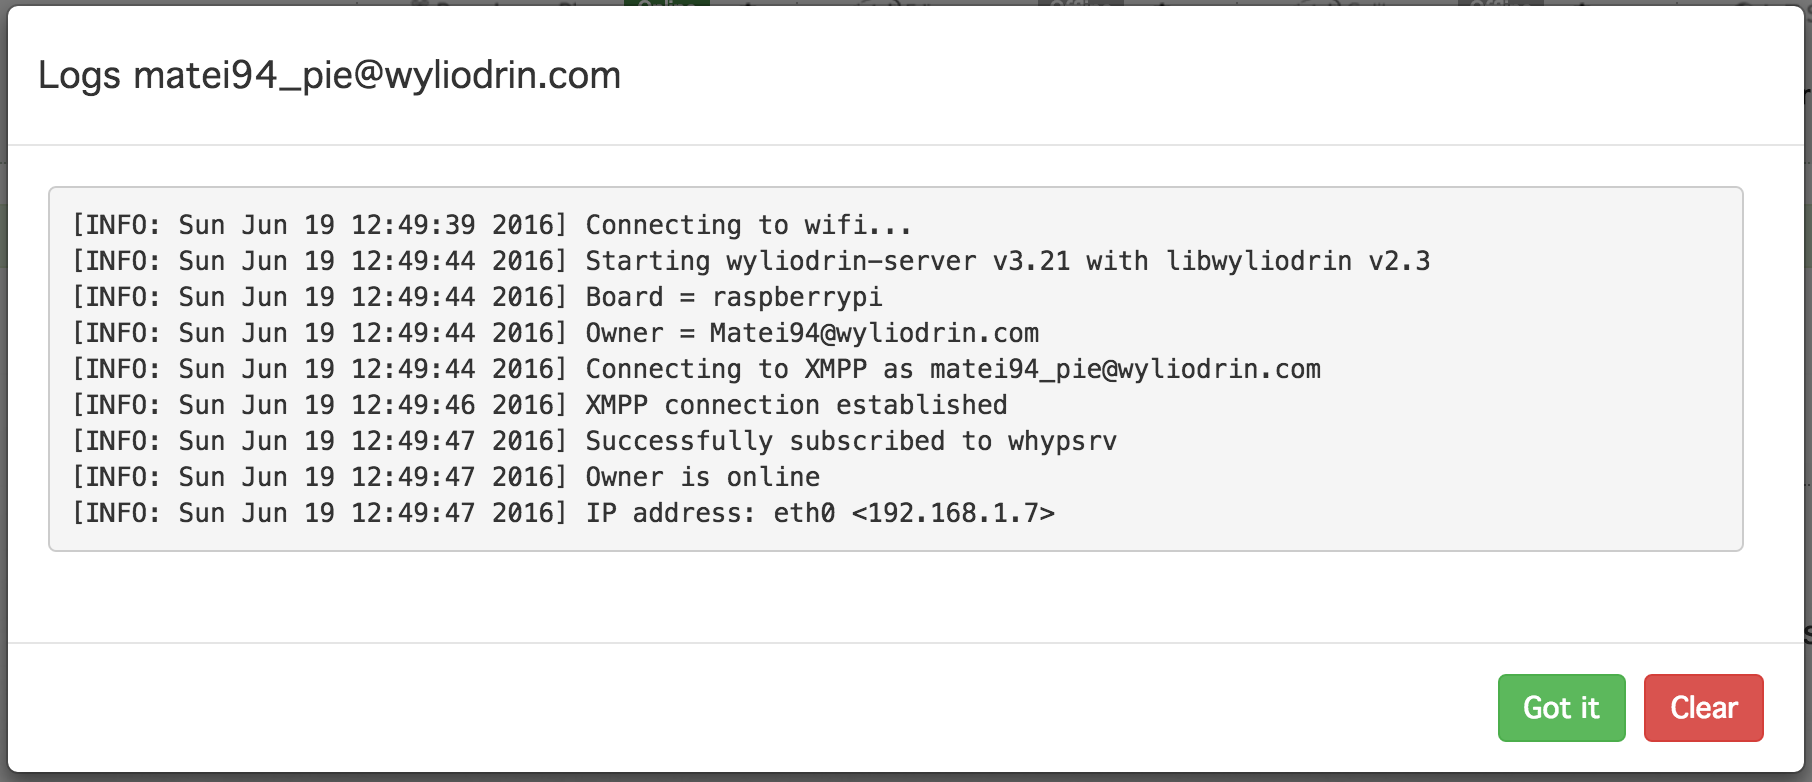 Logs matei94_pie@wyliodrin.com
[INFO: Sun Jun 19 12:49:39 2016] Connecting to wifi...
[INFO: Sun Jun 19 12:49:44 2016] Starting wyliodrin-server v3.21 with libwyliodrin v2.3
[INFO: Sun Jun 19 12:49:44 2016] Board = raspberrypi
[INFO: Sun Jun 19 12:49:44 2016] Owner = Matei94@wyliodrin.com
[INFO: Sun Jun 19 12:49:44 2016] Connecting to XMPP as matei94_pie@wyliodrin.com
[INFO: Sun Jun 19 12:49:46 2016] XMPP connection established
[INFO: Sun Jun 19 12:49:47 2016] Successfully subscribed to whypsrv
[INFO: Sun Jun 19 12:49:47 2016] Owner is online
[INFO: Sun Jun 19 12:49:47 2016] IP address: eth0 <192.168.1.7>
Got it Clear